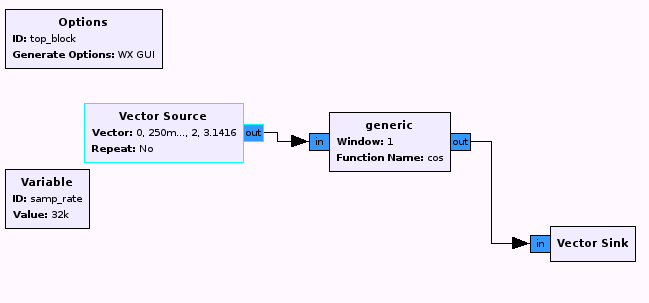 Options
ID: top_block
Generate Options: WX GUI
Vector Source
Vector: 0, 250m..., 2, 3.1416
Repeat: No
out
in
generic
Window: 1
Function Name: cos
out
Variable
ID: samp_rate
Value: 32k
in
Vector Sink